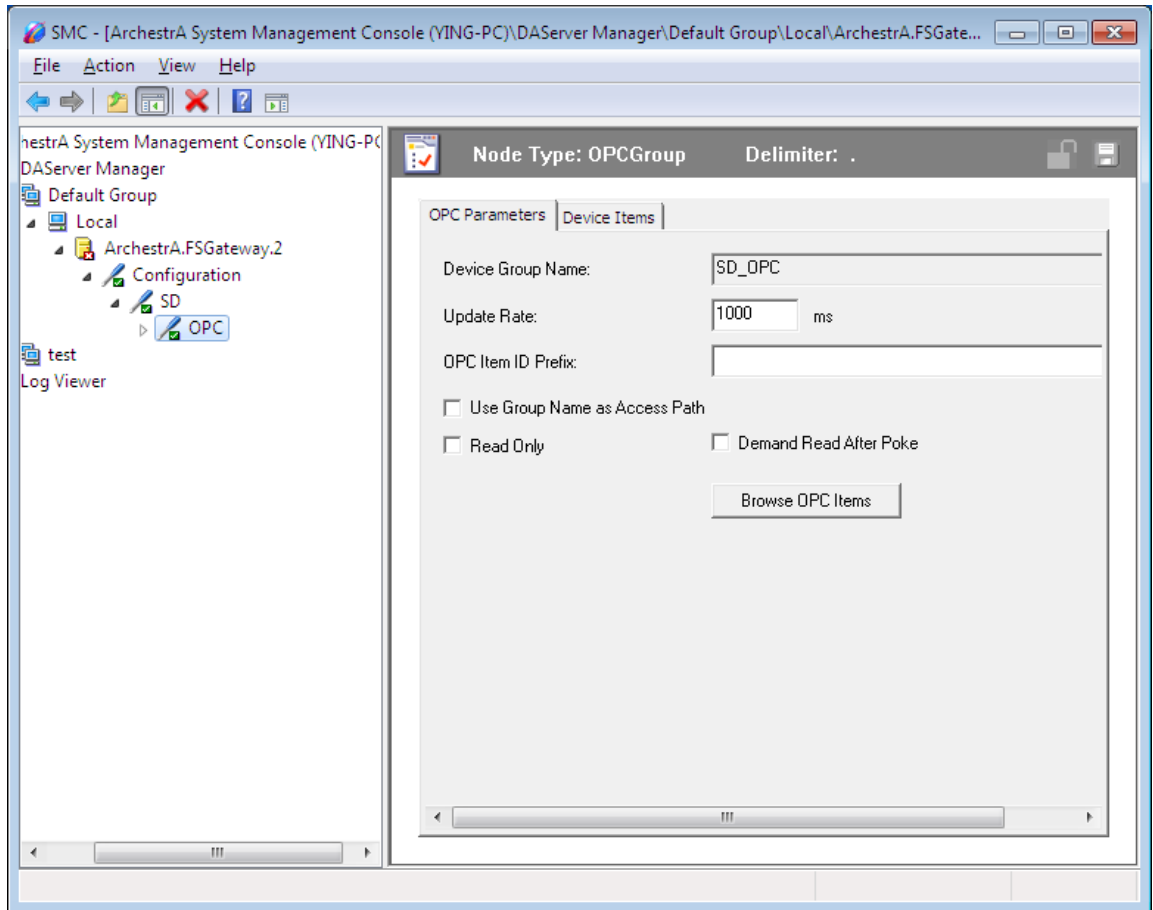 SMC - [ArchestrA System Management Console (YING-PC)\DAServer Manager\Default Group\Local\ArchestrA.FSGate...
File Action View Help
hestrA System Management Console (YING-P(
DAServer Manager
Default Group
Local
ArchestrA.FSGateway.2
Configuration
SD
OPC
test
Log Viewer
Node Type: OPCGroup Delimiter: .
OPC Parameters Device Items
Device Group Name: SD_OPC
Update Rate: 1000 ms
OPC Item ID Prefix:
Use Group Name as Access Path
Read Only Demand Read After Poke
Browse OPC Items